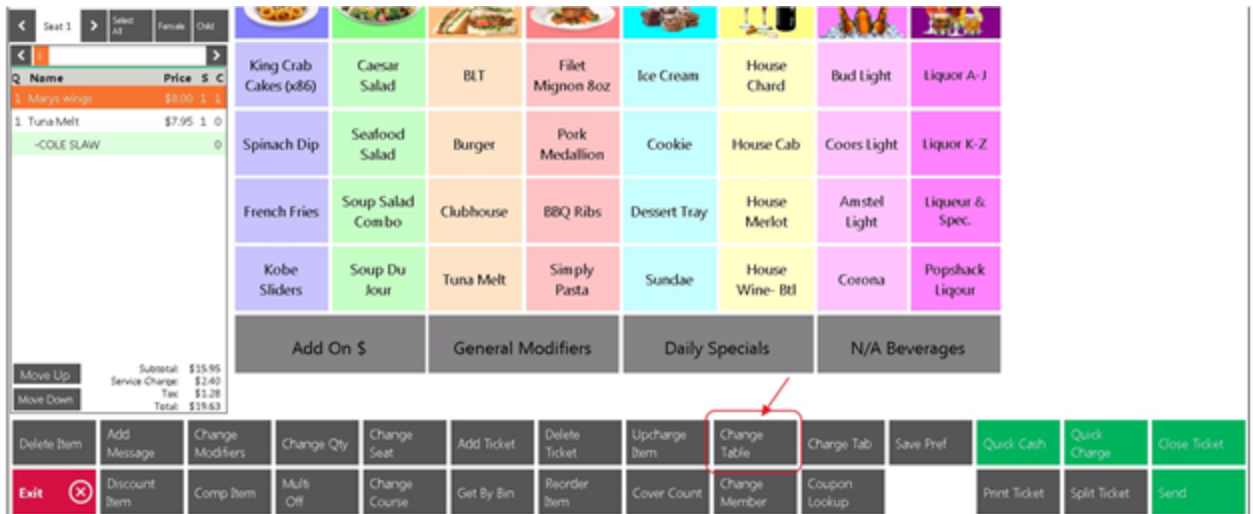 Seat 1
Select
All
Female
Child
1
Q Name Price S C
1 Marys wings $8.00 1 1
1 Tuna Melt $7.95 1 0
-COLE SLAW 0
Move Up
Move Down
Subtotal: $15.95
Service Charge: $2.40
Tax: $1.28
Total: $19.63
King Crab
Cakes (x86)
Caesar
Salad
BLT
Filet
Mignon 8oz
Ice Cream
House
Chard
Bud Light
Liquor A-J
Spinach Dip
Seafood
Salad
Burger
Pork
Medallion
Cookie
House Cab
Coors Light
Liquor K-Z
French Fries
Soup Salad
Combo
Clubhouse
BBQ Ribs
Dessert Tray
House
Merlot
Amstel
Light
Liqueur &
Spec.
Kobe
Sliders
Soup Du
Jour
Tuna Melt
Simply
Pasta
Sundae
House
Wine- Btl
Corona
Popshack
Liqour
Add On $
General Modifiers
Daily Specials
N/A Beverages
Delete Item
Add
Message
Change
Modifiers
Change Qty
Change
Seat
Add Ticket
Delete
Ticket
Upcharge
Item
Change
Table
Charge Tab
Save Pref
Quick Cash
Quick
Charge
Close Ticket
Exit
Discount
Item
Comp Item
Multi
Off
Change
Course
Get By Bin
Reorder
Item
Cover Count
Change
Member
Coupon
Lookup
Print Ticket
Split Ticket
Send